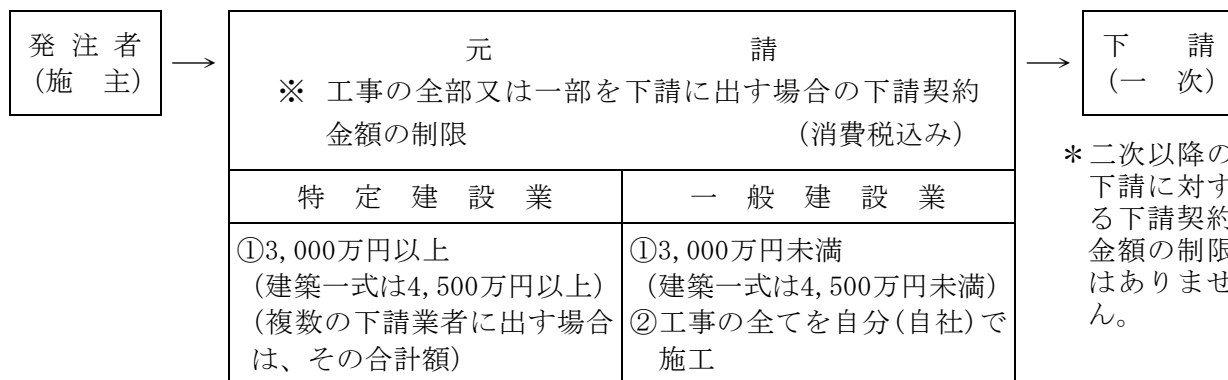 発注者
(施主)
→
元請
※ 工事の全部又は一部を下請に出す場合の下請契約
金額の制限 (消費税込み)
→
下請
(一次)
特定建設業
一般建設業
①3,000万円以上
(建築一式は4,500万円以上)
(複数の下請業者に出す場合
は、その合計額)
①3,000万円未満
(建築一式は4,500万円未満)
②工事の全てを自分(自社)で
施工
*二次以降の
下請に対す
る下請契約
金額の制限
はありませ
ん。